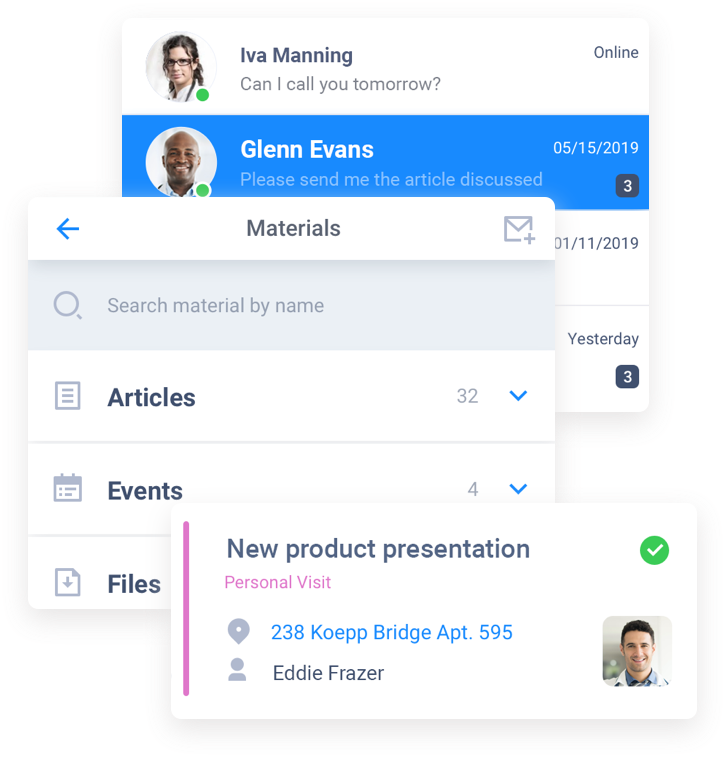 Iva Manning
Online
Can I call you tomorrow?
Glenn Evans
05/15/2019
Please send me the article discussed
3
Materials
01/11/2019
Search material by name
Yesterday
3
Articles
32
Events
4
Files
New product presentation
Personal Visit
238 Koepp Bridge Apt. 595
Eddie Frazer